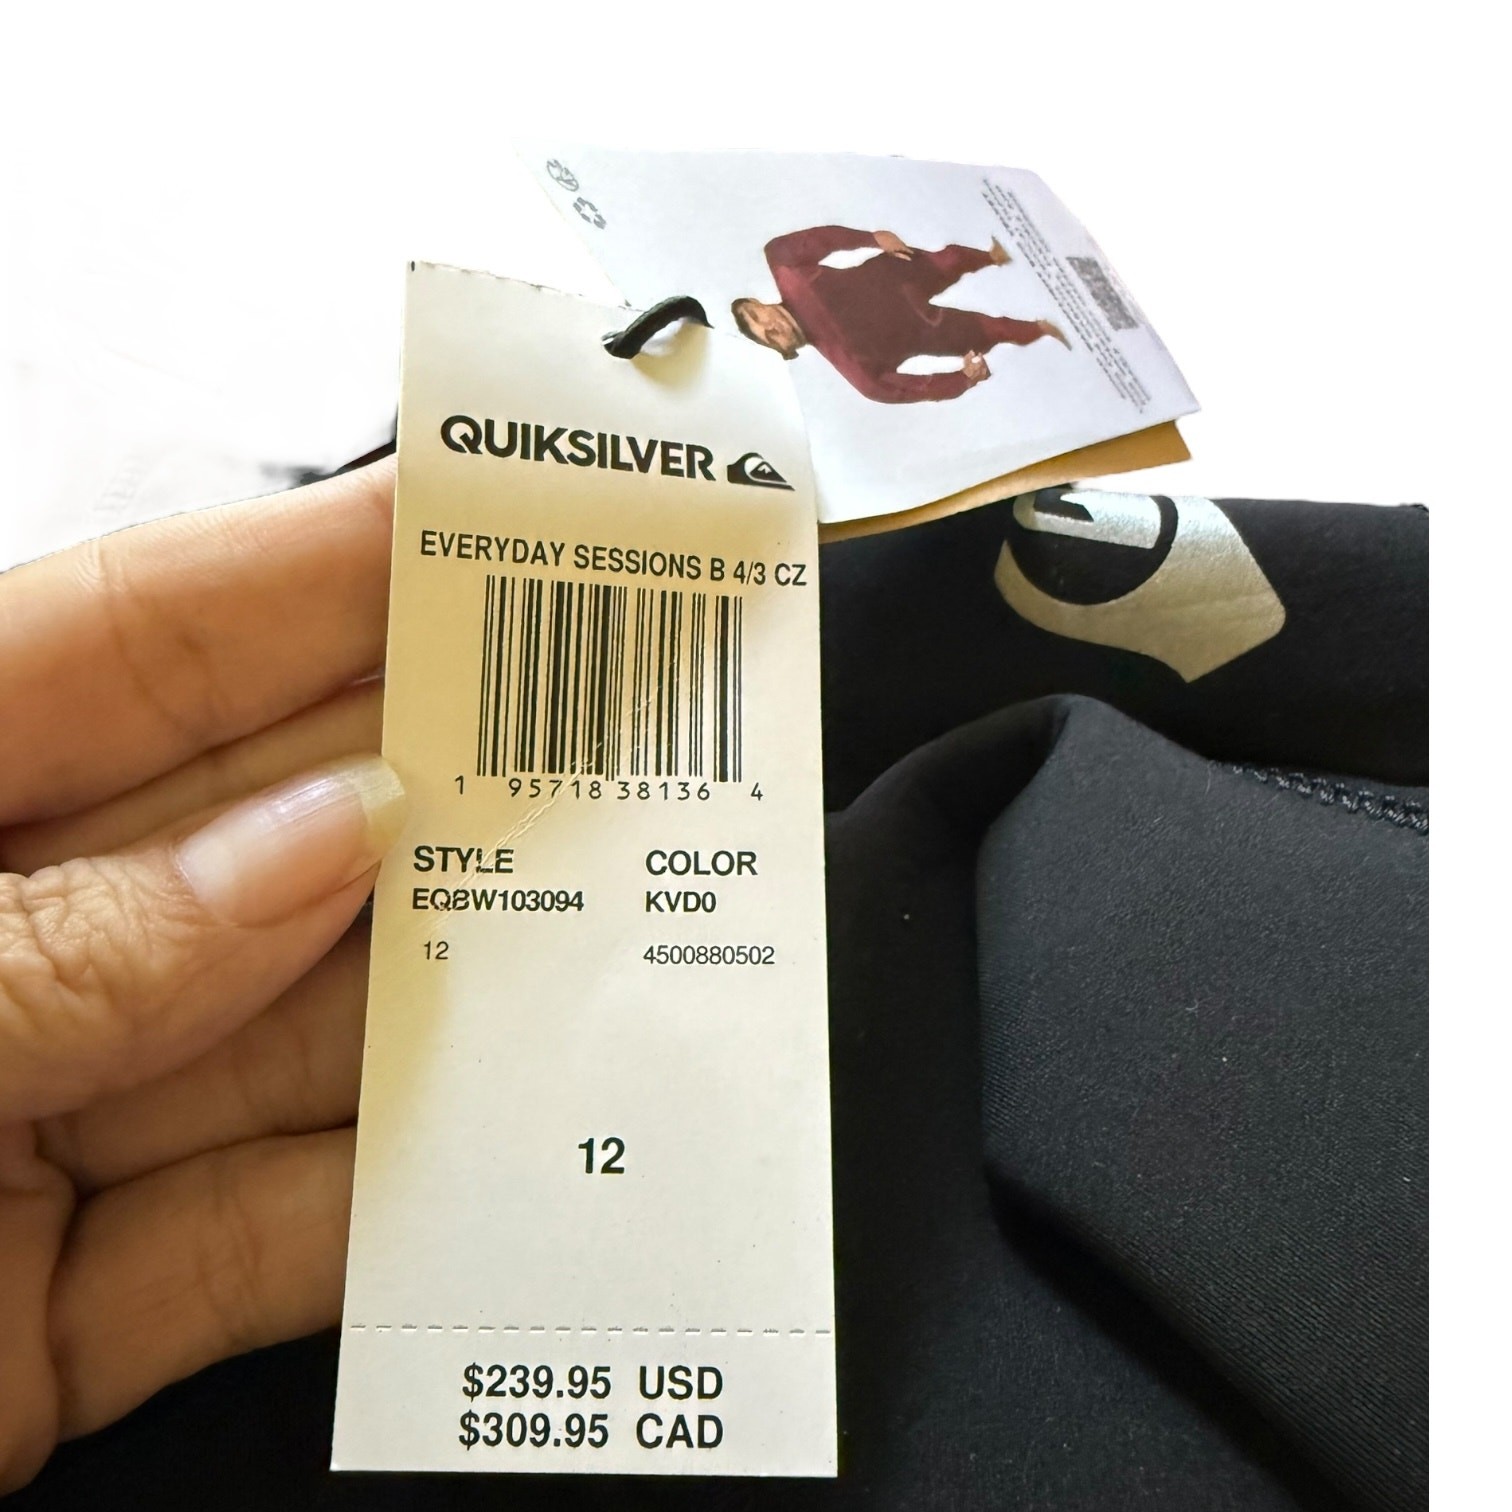 QUIKSILVER
EVERYDAY SESSIONS B 4/3 CZ
1 95718 38136 4
STYLE COLOR
EQBW103094 KVD0
12 4500880502
12
$239.95 USD
$309.95 CAD